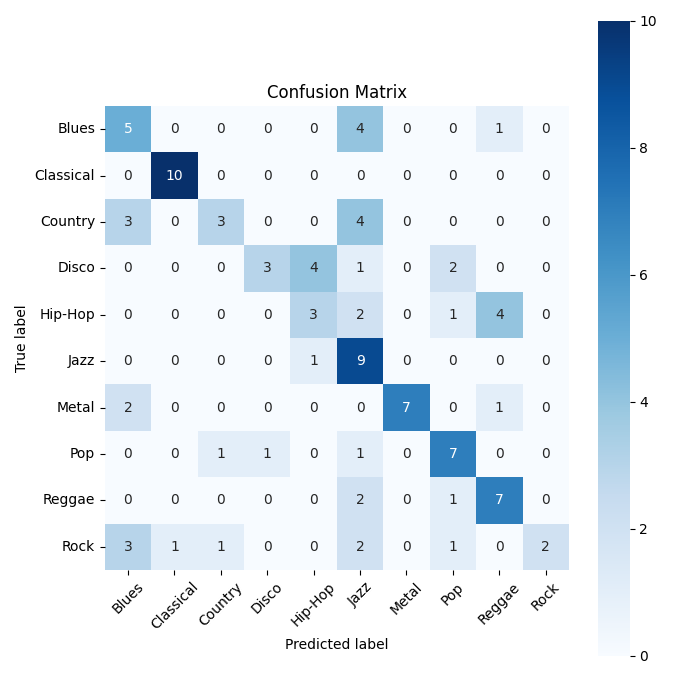 Confusion Matrix
True label
Blues 5 0 0 0 0 4 0 0 1 0
Classical 0 10 0 0 0 0 0 0 0 0
Country 3 0 3 0 0 4 0 0 0 0
Disco 0 0 0 3 4 1 0 2 0 0
Hip-Hop 0 0 0 0 3 2 0 1 4 0
Jazz 0 0 0 0 1 9 0 0 0 0
Metal 2 0 0 0 0 0 7 0 1 0
Pop 0 0 1 1 0 1 0 7 0 0
Reggae 0 0 0 0 0 2 0 1 7 0
Rock 3 1 1 0 0 2 0 1 0 2
Blues Classical Country Disco Hip-Hop Jazz Metal Pop Reggae Rock
Predicted label
10
8
6
4
2
0